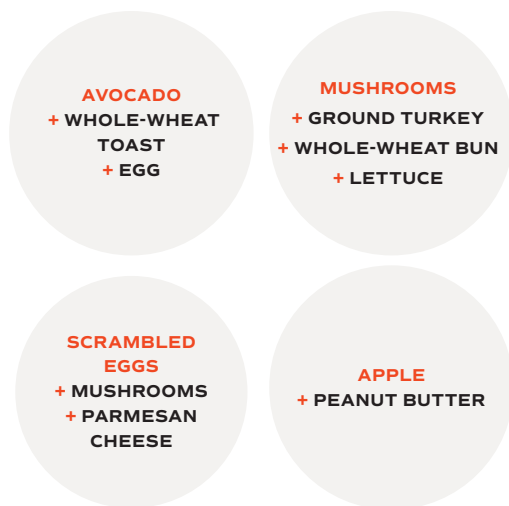 AVOCADO
+ WHOLE-WHEAT
TOAST
+ EGG
MUSHROOMS
+ GROUND TURKEY
+ WHOLE-WHEAT BUN
+ LETTUCE
SCRAMBLED
EGGS
+ MUSHROOMS
+ PARMESAN
CHEESE
APPLE
+ PEANUT BUTTER